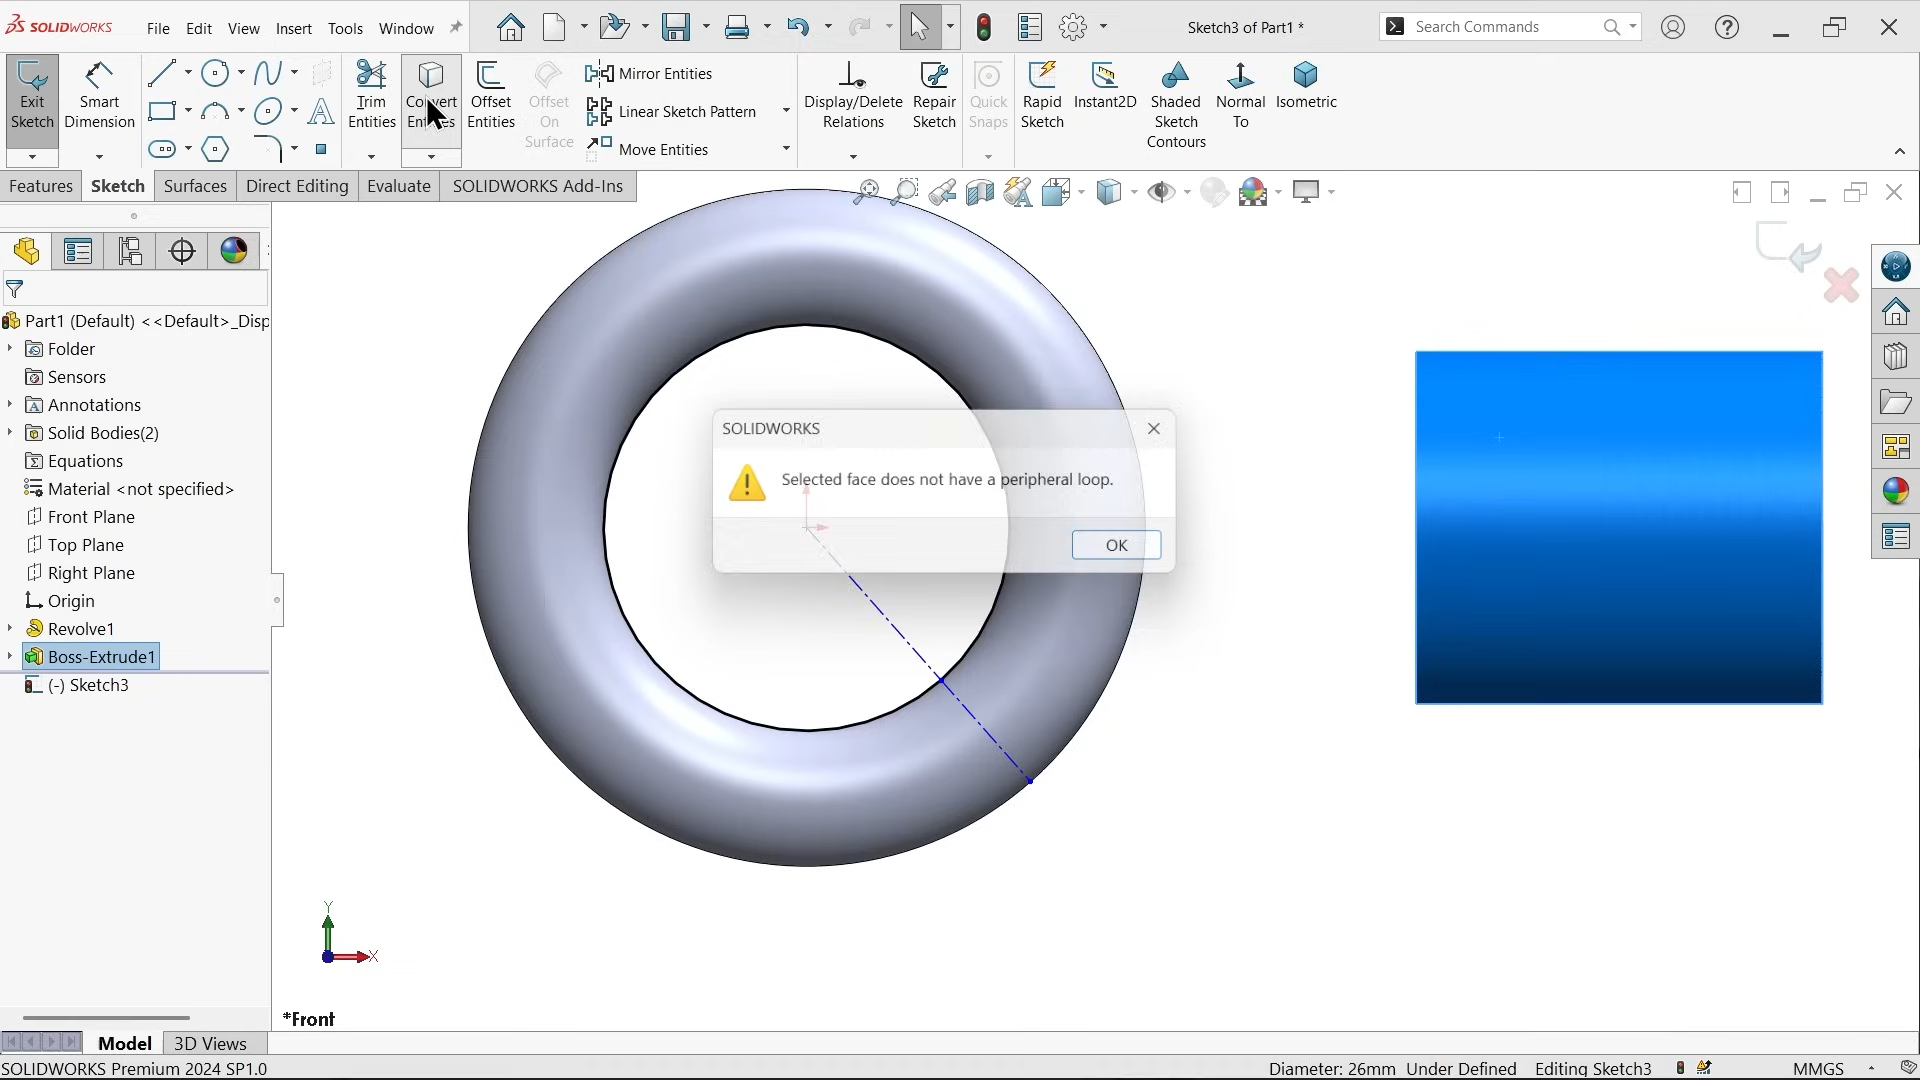 SOLIDWORKS File Edit View Insert Tools Window Sketch3 of Part1 * Search Commands
Exit Sketch
Smart Dimension
Trim Entities
Convert Entities
Offset Entities
Offset On Surface
Mirror Entities
Linear Sketch Pattern
Move Entities
Display/Delete Relations
Repair Sketch
Quick Snaps
Rapid Sketch
Instant2D
Shaded Sketch Contours
Normal To
Isometric
Features Sketch Surfaces Direct Editing Evaluate SOLIDWORKS Add-Ins
Part1 (Default) <<Default>_Disp
Folder
Sensors
Annotations
Solid Bodies(2)
Equations
Material <not specified>
Front Plane
Top Plane
Right Plane
Origin
Revolve1
Boss-Extrude1
(-) Sketch3
SOLIDWORKS
Selected face does not have a peripheral loop.
OK
Y
X
*Front
Model 3D Views
SOLIDWORKS Premium 2024 SP1.0 Diameter: 26mm Under Defined Editing Sketch3 MMGS